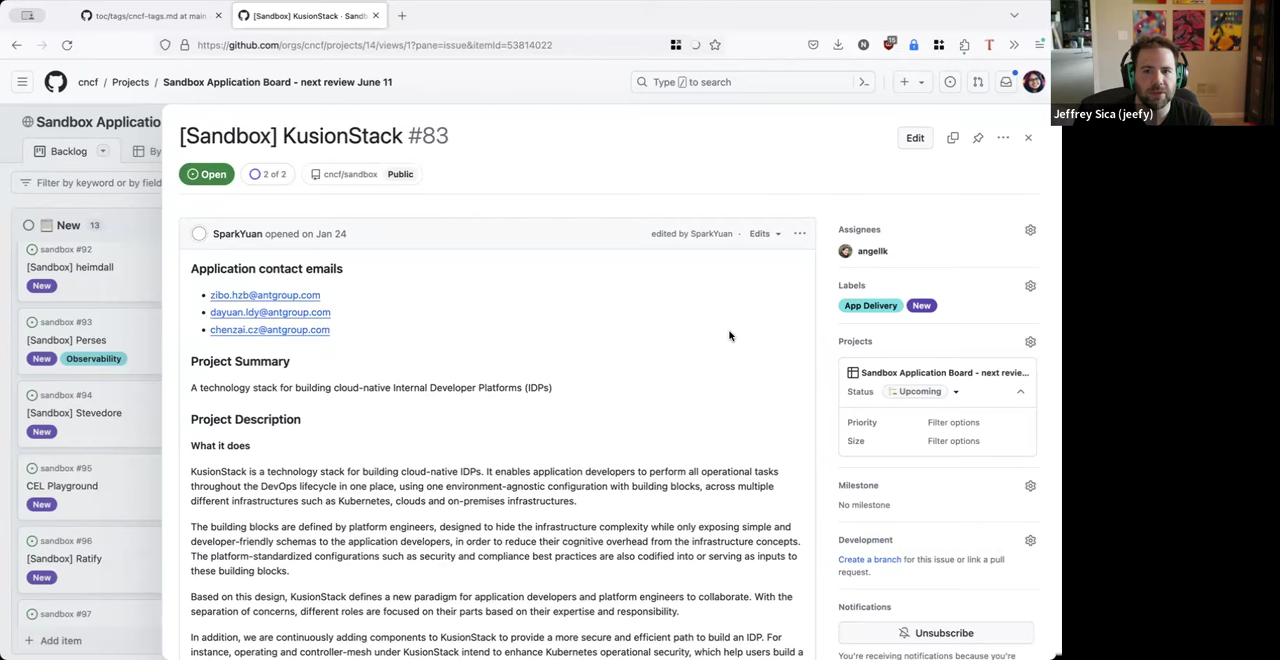 toc/tags/cncf-tags.md at main
[Sandbox] KusionStack · Sandb
https://github.com/orgs/cncf/projects/14/views/1?pane=issue&itemId=53814022
15
N
T
cncf / Projects / Sandbox Application Board - next review June 11
Type / to search
Jeffrey Sica (jeefy)
Sandbox Applicatio
Backlog
By
Filter by keyword or by field
New 13
sandbox #92
[Sandbox] heimdall
New
sandbox #93
[Sandbox] Perses
New Observability
sandbox #94
[Sandbox] Stevedore
New
sandbox #95
CEL Playground
New
sandbox #96
[Sandbox] Ratify
New
sandbox #97
Add item
[Sandbox] KusionStack #83
Edit
Open
2 of 2
cncf/sandbox Public
SparkYuan opened on Jan 24
edited by SparkYuan · Edits
Application contact emails
• zibo.hzb@antgroup.com
• dayuan.ldy@antgroup.com
• chenzai.cz@antgroup.com
Project Summary
A technology stack for building cloud-native Internal Developer Platforms (IDPs)
Project Description
What it does
KusionStack is a technology stack for building cloud-native IDPs. It enables application developers to perform all operational tasks
throughout the DevOps lifecycle in one place, using one environment-agnostic configuration with building blocks, across multiple
different infrastructures such as Kubernetes, clouds and on-premises infrastructures.
The building blocks are defined by platform engineers, designed to hide the infrastructure complexity while only exposing simple and
developer-friendly schemas to the application developers, in order to reduce their cognitive overhead from the infrastructure concepts.
The platform-standardized configurations such as security and compliance best practices are also codified into or serving as inputs to
these building blocks.
Based on this design, KusionStack defines a new paradigm for application developers and platform engineers to collaborate. With the
separation of concerns, different roles are focused on their parts based on their expertise and responsibility.
In addition, we are continuously adding components to KusionStack to provide a more secure and efficient path to build an IDP. For
instance, operating and controller-mesh under KusionStack intend to enhance Kubernetes operational security, which help users build a
Assignees
angellk
Labels
App Delivery New
Projects
Sandbox Application Board - next revie...
Status Upcoming
Priority Filter options
Size Filter options
Milestone
No milestone
Development
Create a branch for this issue or link a pull
request.
Notifications
Unsubscribe
You're receiving notifications because you're